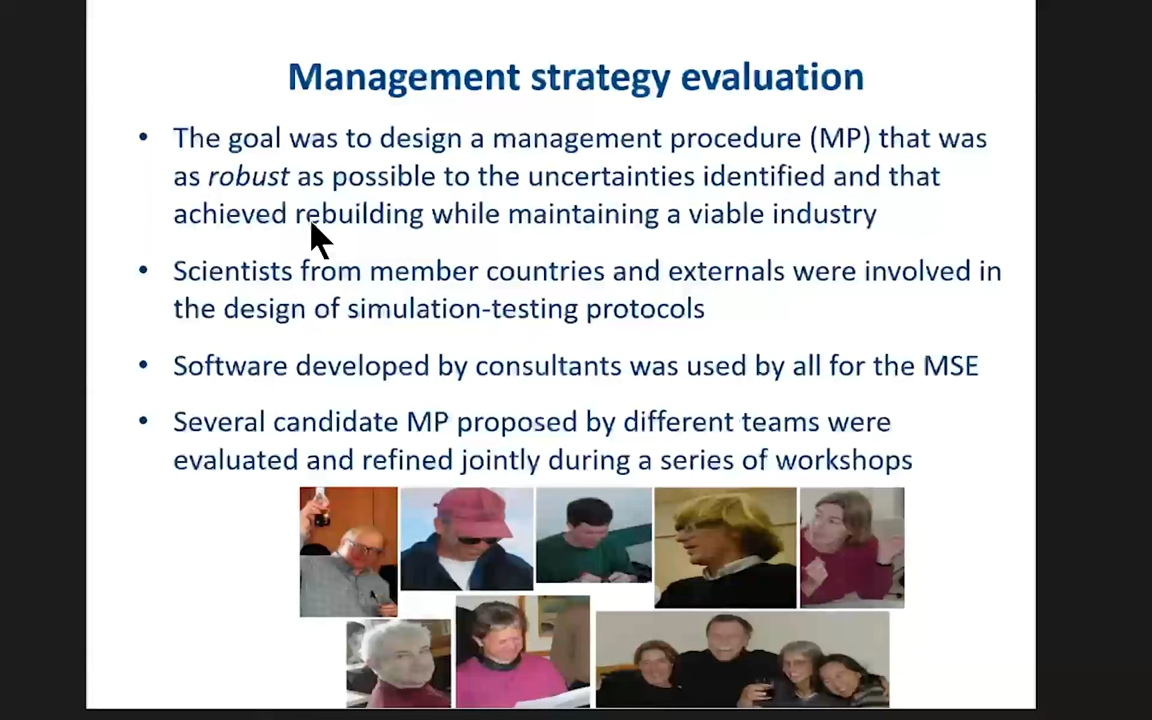 Management strategy evaluation
• The goal was to design a management procedure (MP) that was
as robust as possible to the uncertainties identified and that
achieved rebuilding while maintaining a viable industry
• Scientists from member countries and externals were involved in
the design of simulation-testing protocols
• Software developed by consultants was used by all for the MSE
• Several candidate MP proposed by different teams were
evaluated and refined jointly during a series of workshops